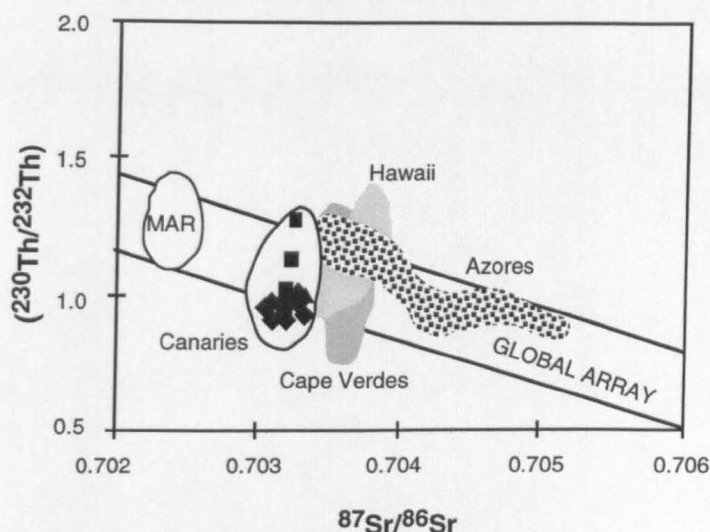 2.0
1.5
1.0
0.5
(²³⁰Th/²³²Th)
MAR
Hawaii
Azores
Canaries
Cape Verdes
GLOBAL ARRAY
0.702
0.703
0.704
0.705
0.706
⁸⁷Sr/⁸⁶Sr